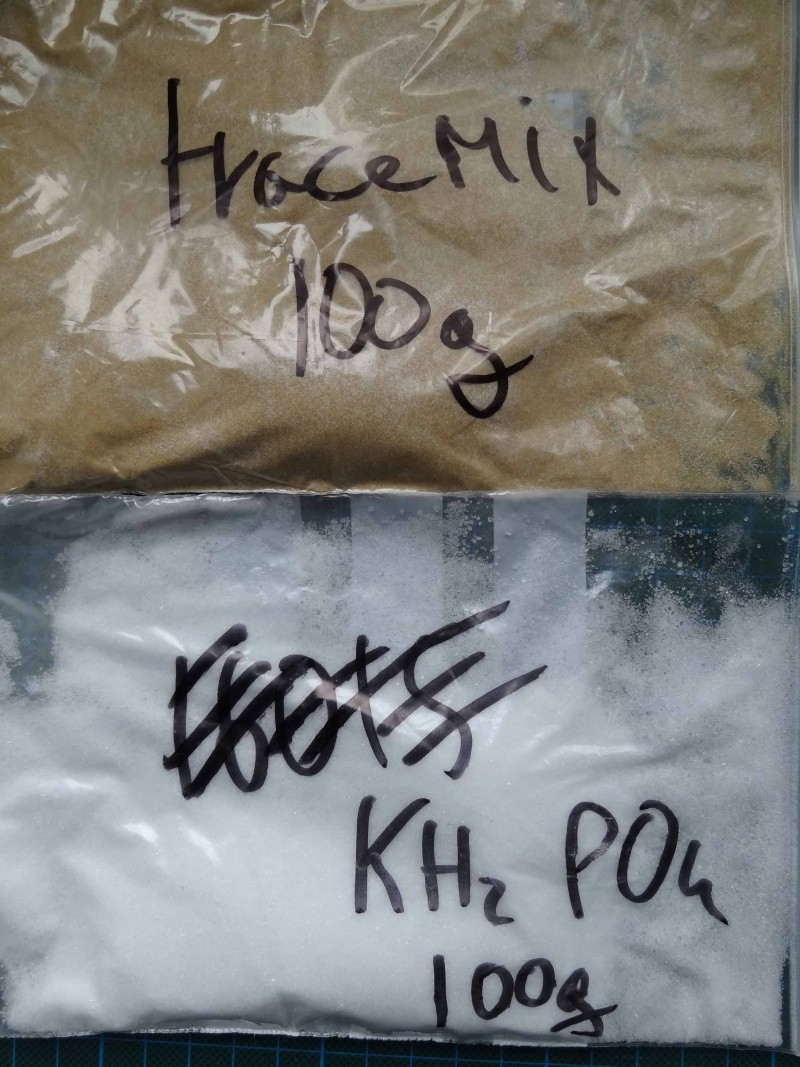 traceMix
100g
KH₂ PO₄
100g